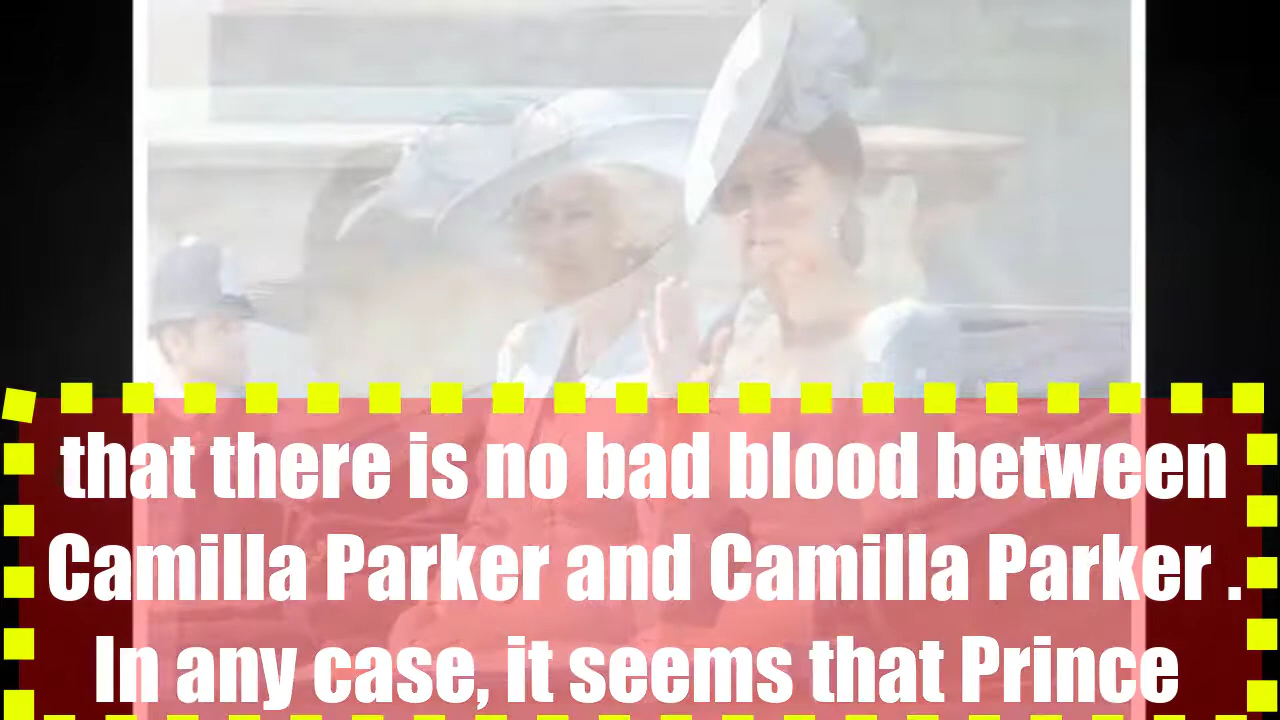 that there is no bad blood between
Camilla Parker and Camilla Parker .
In any case, it seems that Prince